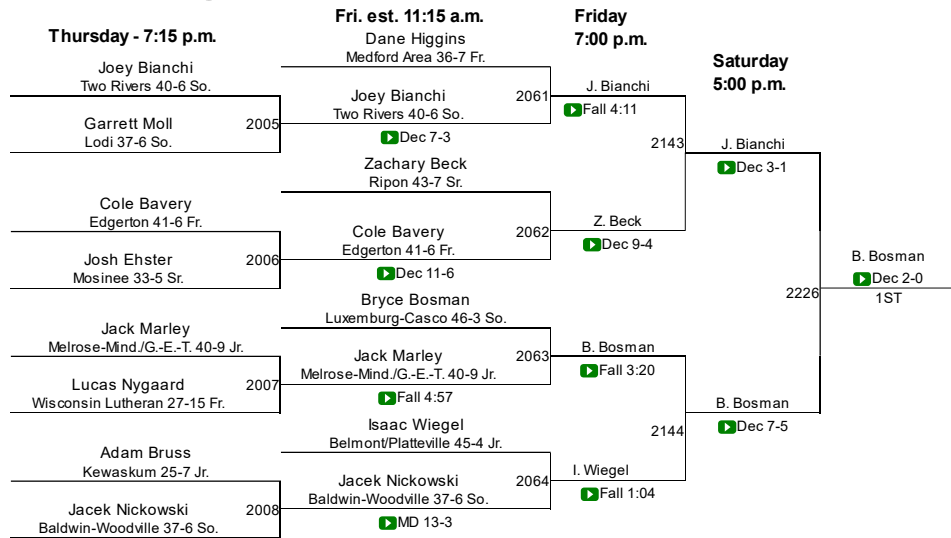 Thursday - 7:15 p.m.
Joey Bianchi
Two Rivers 40-6 So.
Garrett Moll
Lodi 37-6 So.
2005
Cole Bavery
Edgerton 41-6 Fr.
Josh Ehster
Mosinee 33-5 Sr.
2006
Jack Marley
Melrose-Mind./G.-E.-T. 40-9 Jr.
Lucas Nygaard
Wisconsin Lutheran 27-15 Fr.
2007
Adam Bruss
Kewaskum 25-7 Jr.
Jacek Nickowski
Baldwin-Woodville 37-6 So.
2008
Fri. est. 11:15 a.m.
Dane Higgins
Medford Area 36-7 Fr.
Joey Bianchi
Two Rivers 40-6 So.
Dec 7-3
2061
Zachary Beck
Ripon 43-7 Sr.
Cole Bavery
Edgerton 41-6 Fr.
Dec 11-6
2062
Bryce Bosman
Luxemburg-Casco 46-3 So.
Jack Marley
Melrose-Mind./G.-E.-T. 40-9 Jr.
Fall 4:57
2063
Isaac Wiegel
Belmont/Platteville 45-4 Jr.
Jacek Nickowski
Baldwin-Woodville 37-6 So.
MD 13-3
2064
Friday
7:00 p.m.
J. Bianchi
Fall 4:11
2143
Z. Beck
Dec 9-4
B. Bosman
Fall 3:20
2144
I. Wiegel
Fall 1:04
Saturday
5:00 p.m.
J. Bianchi
Dec 3-1
2226
B. Bosman
Dec 7-5
B. Bosman
Dec 2-0
1ST